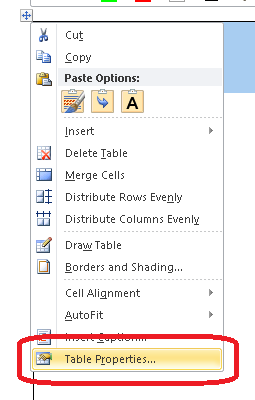 Cut
Copy
Paste Options:
A
Insert
Delete Table
Merge Cells
Distribute Rows Evenly
Distribute Columns Evenly
Draw Table
Borders and Shading...
Cell Alignment
AutoFit
Insert Caption...
Table Properties...